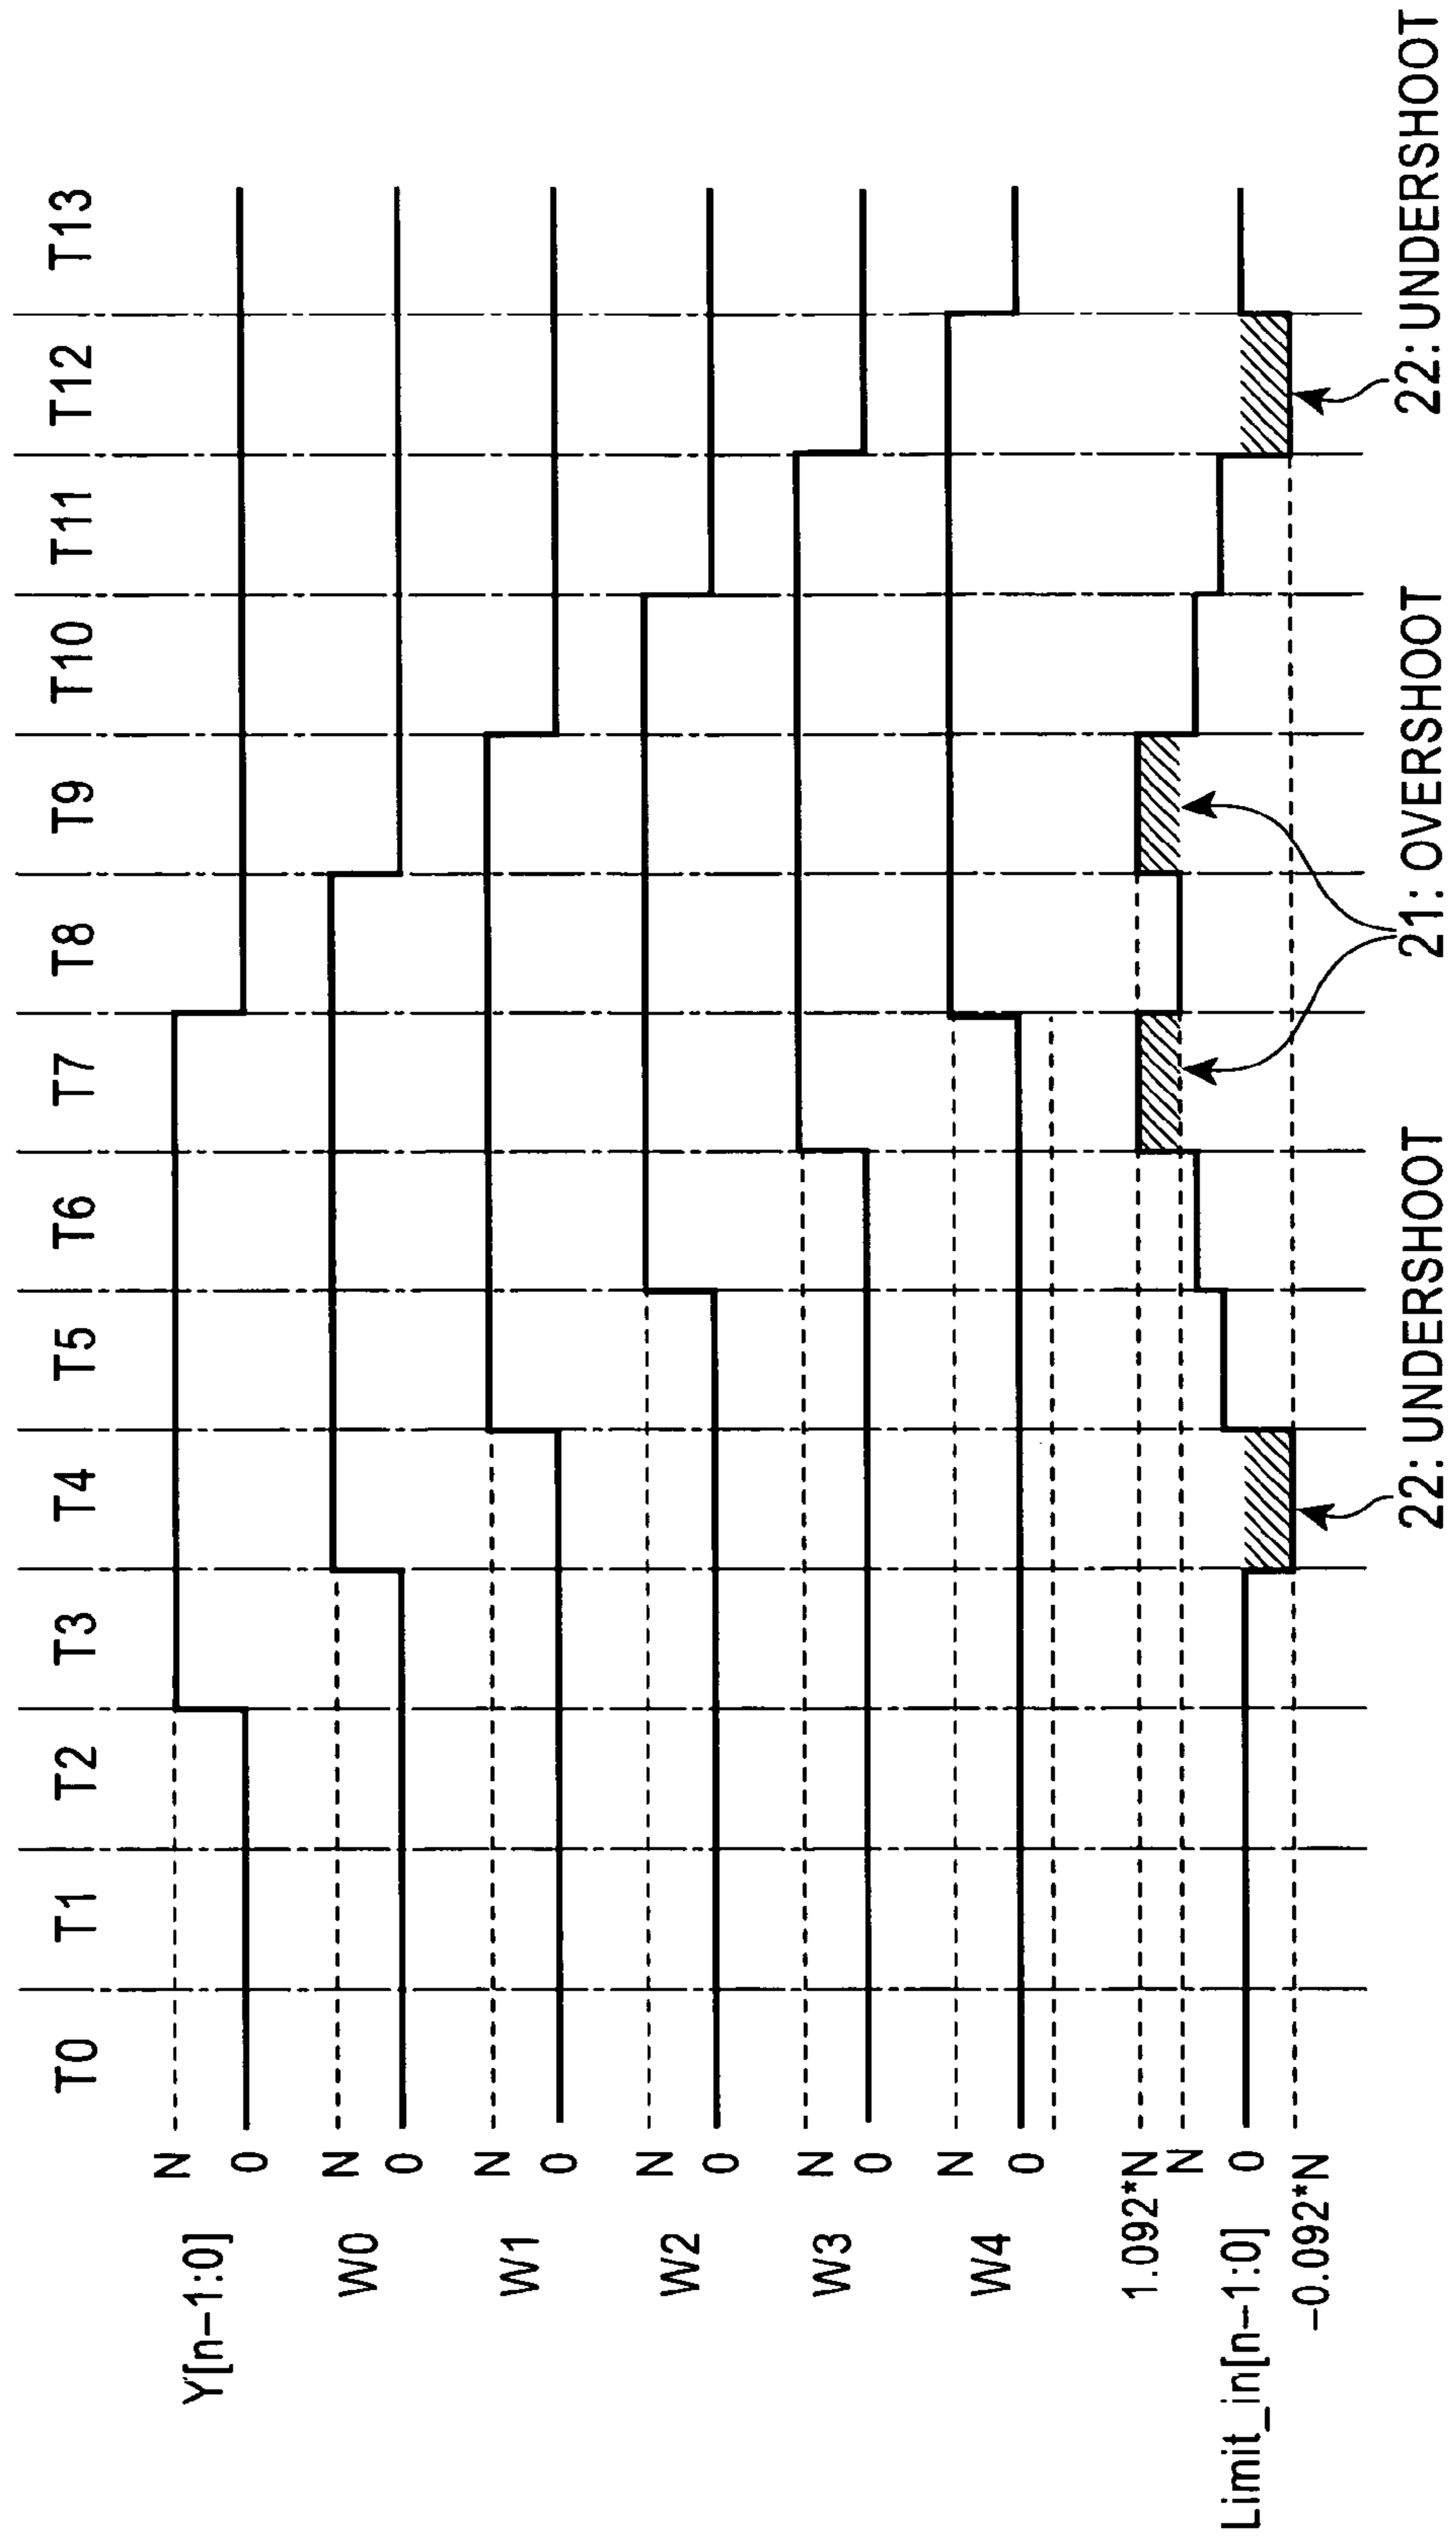 T0 T1 T2 T3 T4 T5 T6 T7 T8 T9 T10 T11 T12 T13
Y[n-1:0]
N
0
W0
N
0
W1
N
0
W2
N
0
W3
N
0
W4
N
0
1.092*N
N
Limit_in[n-1:0]
0
-0.092*N
22: UNDERSHOOT
21: OVERSHOOT
22: UNDERSHOOT